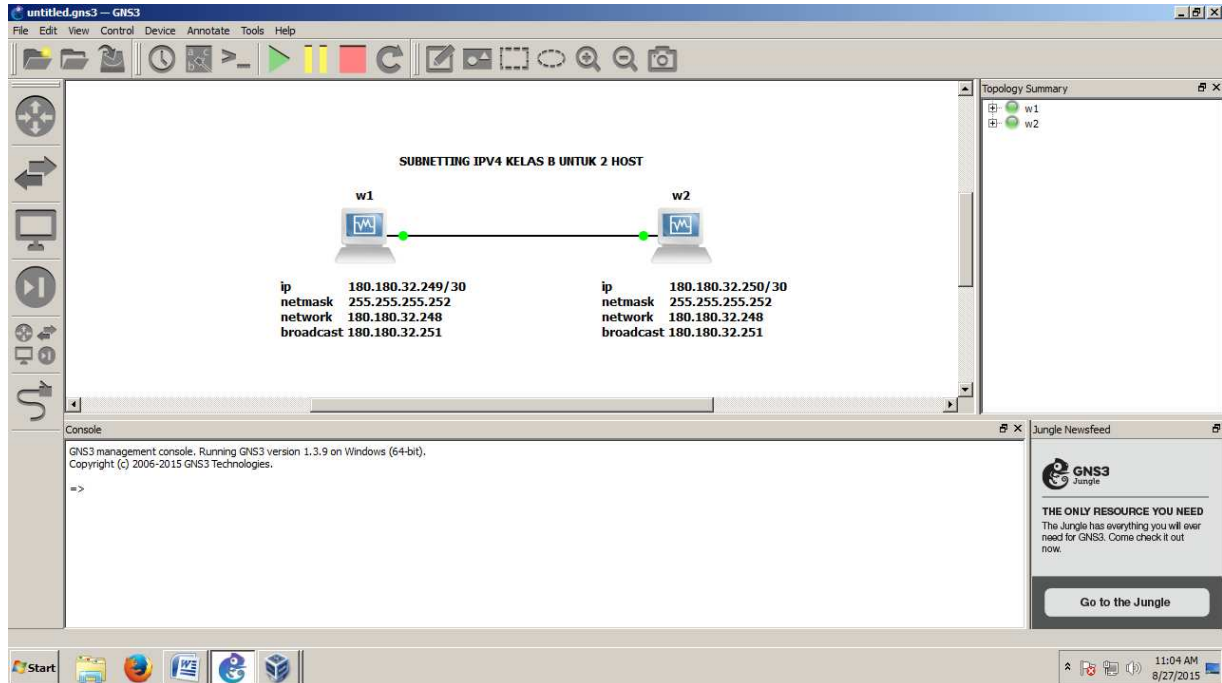 untitled.gns3 — GNS3
File Edit View Control Device Annotate Tools Help
Topology Summary
w1
w2
SUBNETTING IPV4 KELAS B UNTUK 2 HOST
w1
w2
ip 180.180.32.249/30
netmask 255.255.255.252
network 180.180.32.248
broadcast 180.180.32.251
ip 180.180.32.250/30
netmask 255.255.255.252
network 180.180.32.248
broadcast 180.180.32.251
Console
GNS3 management console. Running GNS3 version 1.3.9 on Windows (64-bit).
Copyright (c) 2006-2015 GNS3 Technologies.
=>
Jungle Newsfeed
GNS3
Jungle
THE ONLY RESOURCE YOU NEED
The Jungle has everything you will ever
need for GNS3. Come check it out
now.
Go to the Jungle
Start
11:04 AM
8/27/2015